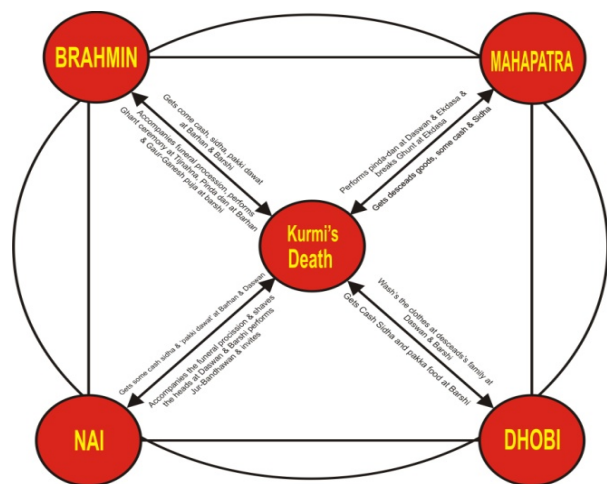 BRAHMIN
MAHAPATRA
Gets come cash, sidha, pakki dawat
at Barhan & Barshi
Accompanies funeral procession, performs
Ghant ceremony at Tijnahna, Pinda dan at Barhan
& Gaur-Ganesh puja at barshi
Performs pinda-dan at Daswan & Ekdasa &
breaks Ghunt at Ekdasa
Gets desceads goods, some cash & Sidha
Kurmi's
Death
Gets some cash sidha & 'pakki dawat' at Barhan & Daswan
Accompanies the funeral procission & shaves
the heads at Daswan & Barshi performs
Jur-Bandhawan & invites
Wash's the clothes at desceads's family at
Daswan & Barshi
Gets Cash Sidha and pakka food at Barshi
NAI
DHOBI